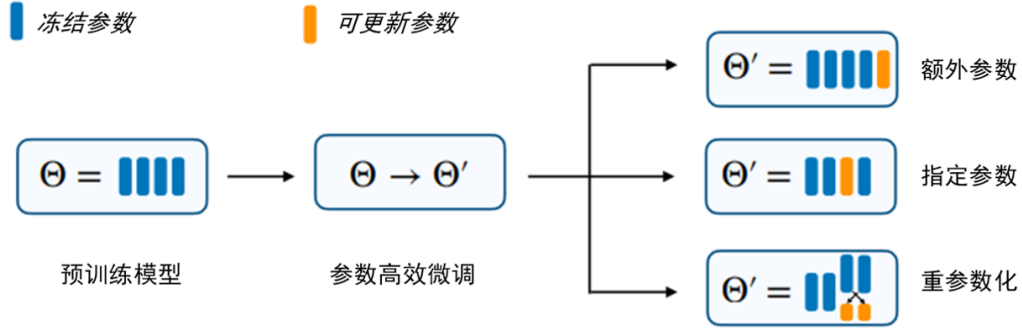 冻结参数
可更新参数
Θ′ =
额外参数
Θ =
Θ → Θ′
Θ′ =
指定参数
预训练模型
参数高效微调
Θ′ =
重参数化